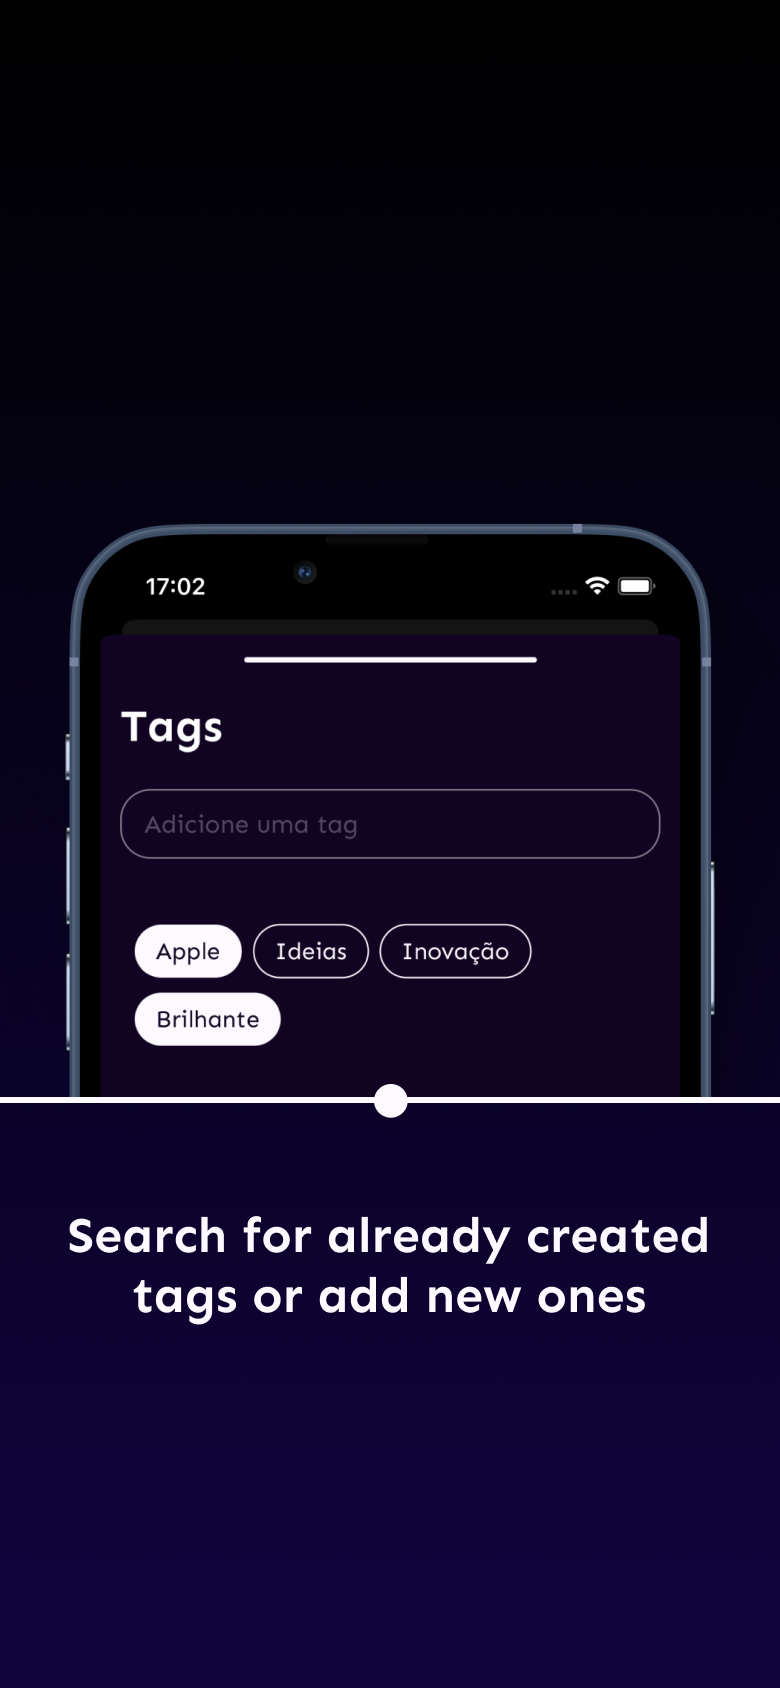 17:02
Tags
Adicione uma tag
Apple Ideias Inovação
Brilhante
Search for already created
tags or add new ones